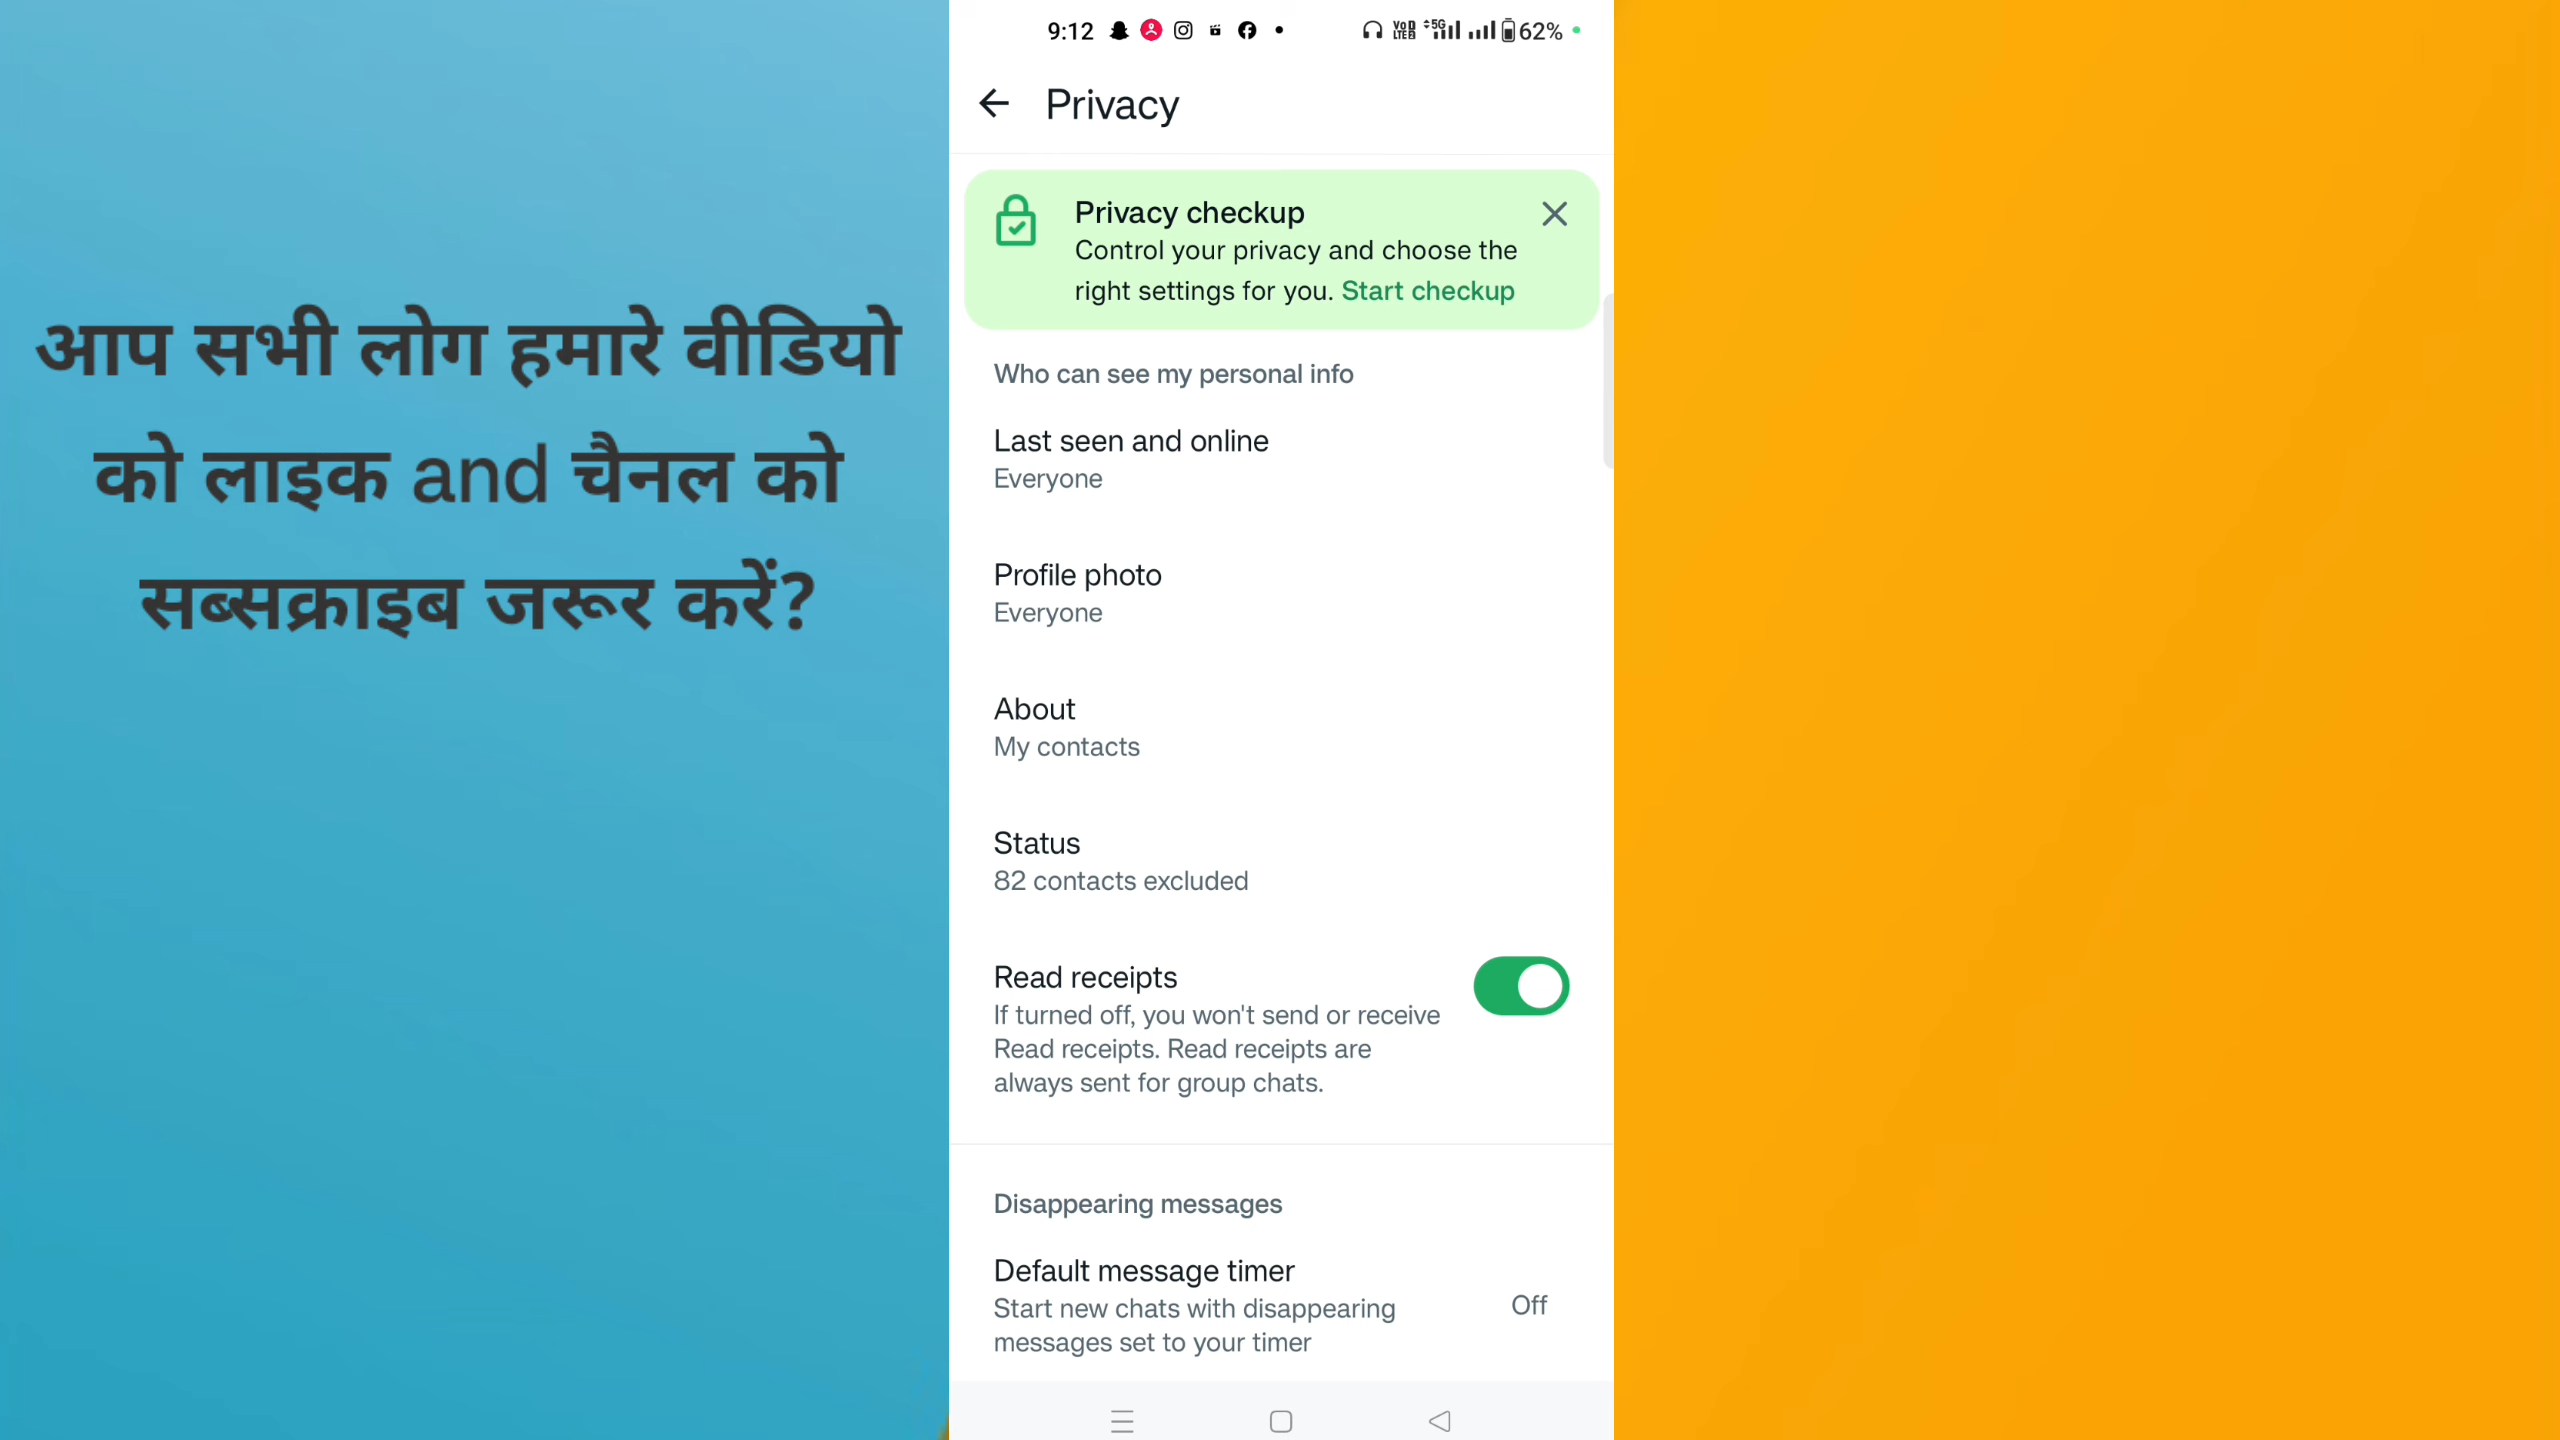 आप सभी लोग हमारे वीडियो
को लाइक and चैनल को
सब्सक्राइब जरूर करें?
9:12
VoD LTE2 5G 62%
Privacy
Privacy checkup
Control your privacy and choose the
right settings for you. Start checkup
Who can see my personal info
Last seen and online
Everyone
Profile photo
Everyone
About
My contacts
Status
82 contacts excluded
Read receipts
If turned off, you won't send or receive
Read receipts. Read receipts are
always sent for group chats.
Disappearing messages
Default message timer
Start new chats with disappearing
messages set to your timer
Off